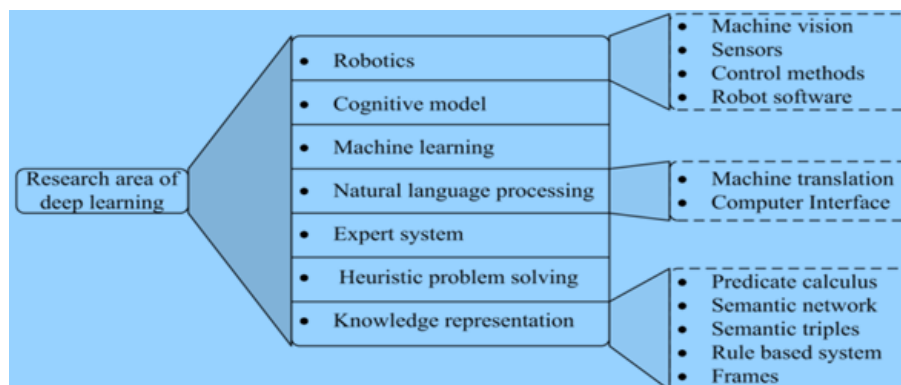 Research area of
deep learning
Robotics
Cognitive model
Machine learning
Natural language processing
Expert system
Heuristic problem solving
Knowledge representation
Machine vision
Sensors
Control methods
Robot software
Machine translation
Computer Interface
Predicate calculus
Semantic network
Semantic triples
Rule based system
Frames